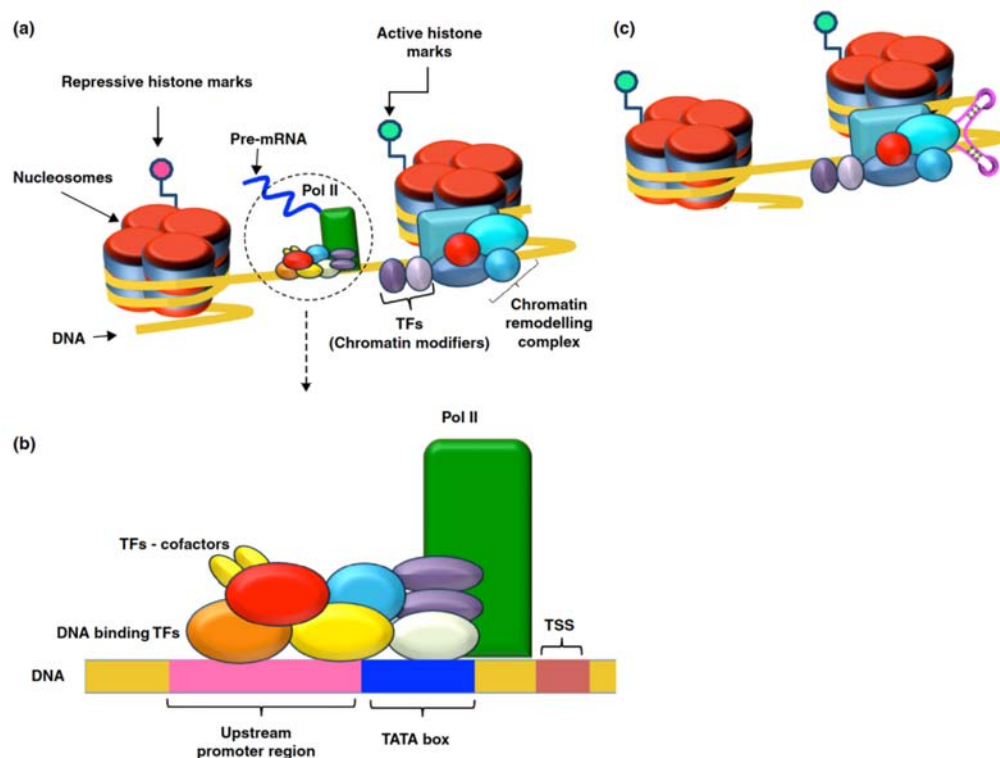 (a)
Active histone
marks
Repressive histone marks
Pre-mRNA
Nucleosomes
Pol II
DNA
TFs
(Chromatin modifiers)
Chromatin
remodelling
complex
(c)
(b)
Pol II
TFs - cofactors
DNA binding TFs
TSS
DNA
Upstream
promoter region
TATA box